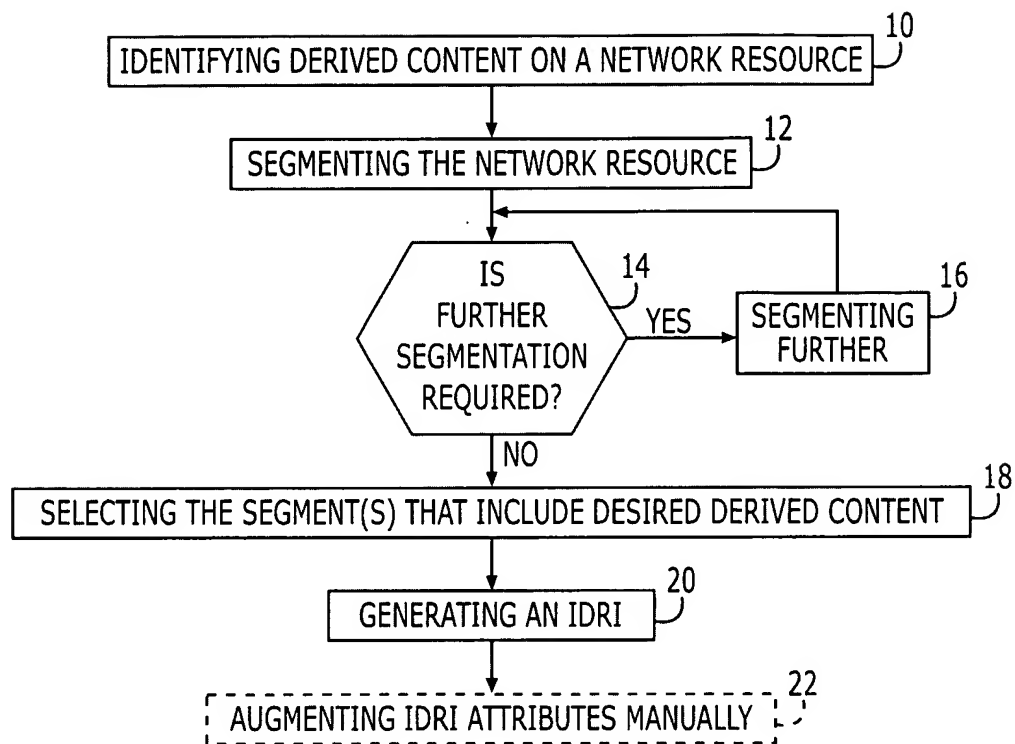 10
IDENTIFYING DERIVED CONTENT ON A NETWORK RESOURCE
12
SEGMENTING THE NETWORK RESOURCE
IS
FURTHER
SEGMENTATION
REQUIRED?
14
YES
16
SEGMENTING
FURTHER
NO
18
SELECTING THE SEGMENT(S) THAT INCLUDE DESIRED DERIVED CONTENT
20
GENERATING AN IDRI
22
AUGMENTING IDRI ATTRIBUTES MANUALLY